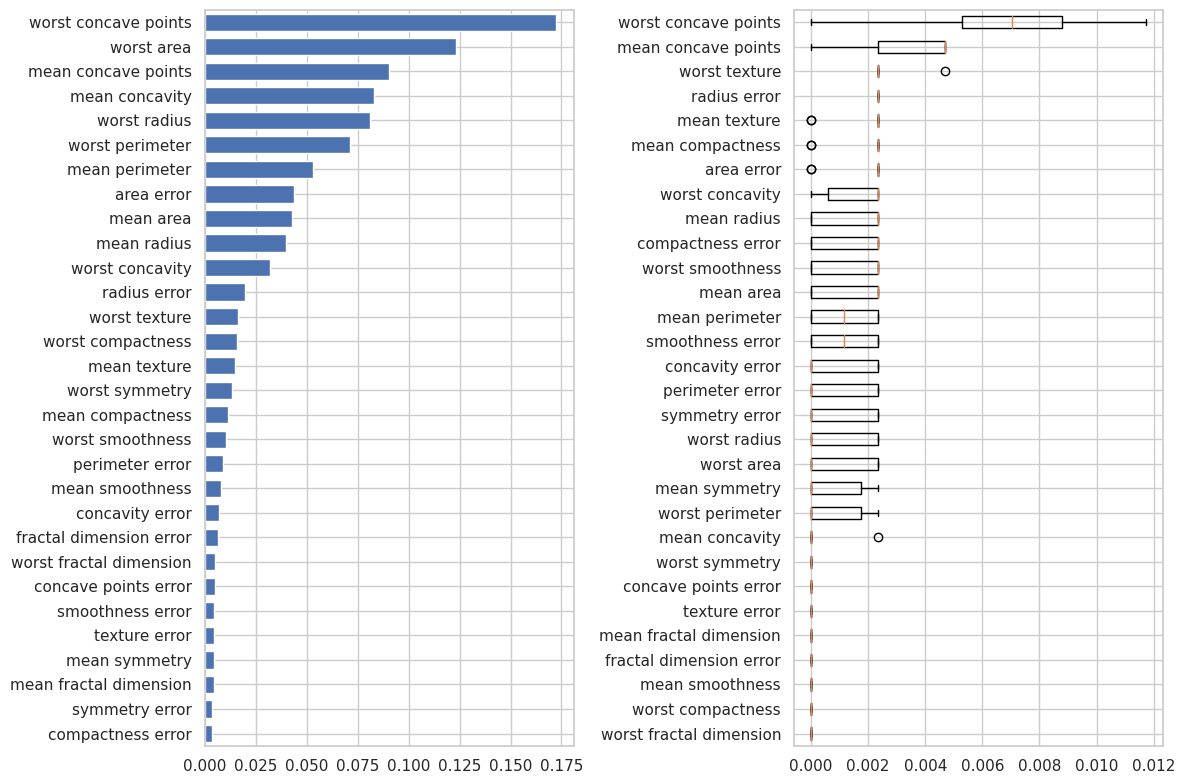 worst concave points
worst area
mean concave points
mean concavity
worst radius
worst perimeter
mean perimeter
area error
mean area
mean radius
worst concavity
radius error
worst texture
worst compactness
mean texture
worst symmetry
mean compactness
worst smoothness
perimeter error
mean smoothness
concavity error
fractal dimension error
worst fractal dimension
concave points error
smoothness error
texture error
mean symmetry
mean fractal dimension
symmetry error
compactness error
0.000 0.025 0.050 0.075 0.100 0.125 0.150 0.175
worst concave points
mean concave points
worst texture
radius error
mean texture
mean compactness
area error
worst concavity
mean radius
compactness error
worst smoothness
mean area
mean perimeter
smoothness error
concavity error
perimeter error
symmetry error
worst radius
worst area
mean symmetry
worst perimeter
mean concavity
worst symmetry
concave points error
texture error
mean fractal dimension
fractal dimension error
mean smoothness
worst compactness
worst fractal dimension
0.000 0.002 0.004 0.006 0.008 0.010 0.012